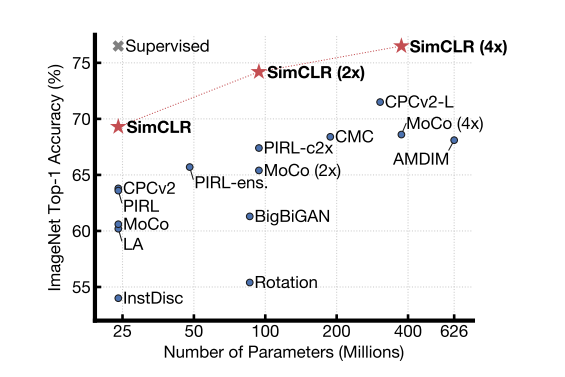 Supervised
SimCLR (4x)
75
SimCLR (2x)
CPCv2-L
70
SimCLR
MoCo (4x)
CMC
PIRL-c2x
AMDIM
65
MoCo (2x)
PIRL-ens.
CPCv2
PIRL
BigBiGAN
MoCo
60
LA
55
Rotation
InstDisc
25 50 100 200 400 626
Number of Parameters (Millions)
ImageNet Top-1 Accuracy (%)